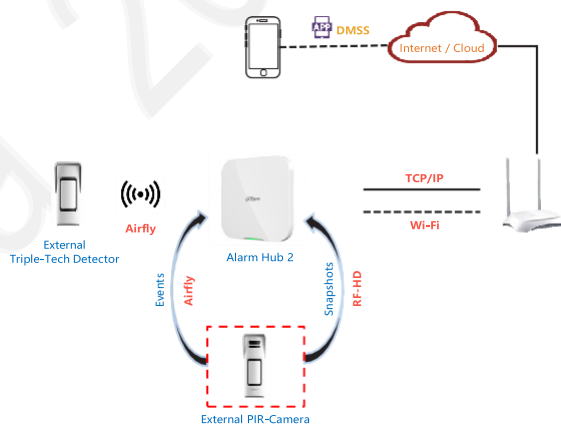 APP
DMSS
Internet / Cloud
TCP/IP
Wi-Fi
Airfly
External
Triple-Tech Detector
Alarm Hub 2
Events
Airfly
Snapshots
RF-HD
External PIR-Camera